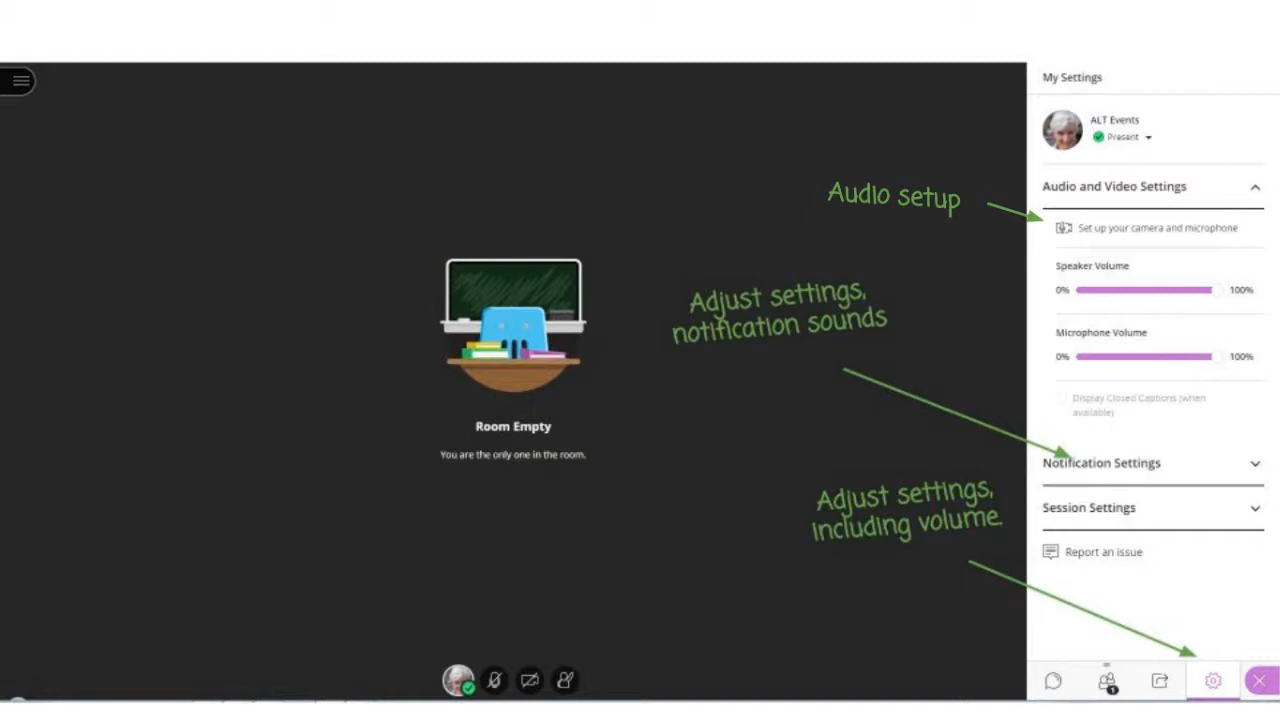 My Settings
ALT Events
Present
Audio and Video Settings
Audio setup
Set up your camera and microphone
Speaker Volume
0% 100%
Adjust settings,
notification sounds
Microphone Volume
0% 100%
Display Closed Captions (when
available)
Room Empty
You are the only one in the room.
Notification Settings
Adjust settings,
including volume.
Session Settings
Report an issue
1